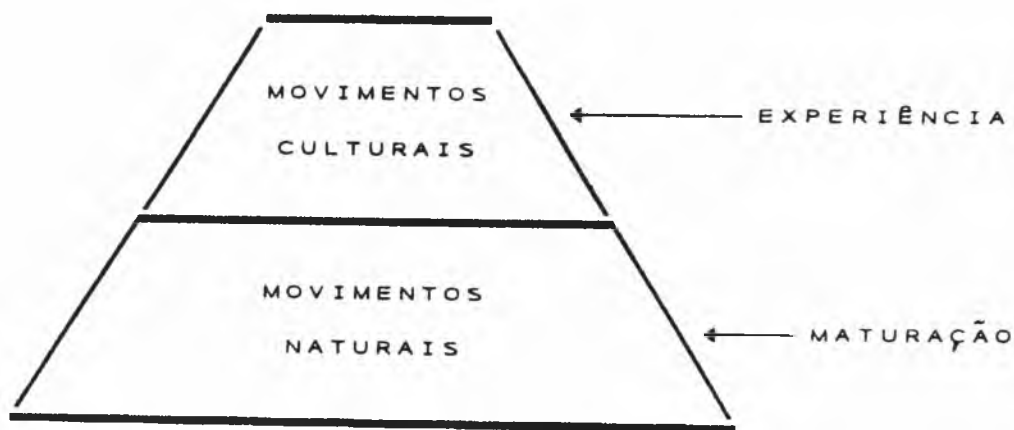 MOVIMENTOS
CULTURAIS
EXPERIÊNCIA
MOVIMENTOS
NATURAIS
MATURAÇÃO